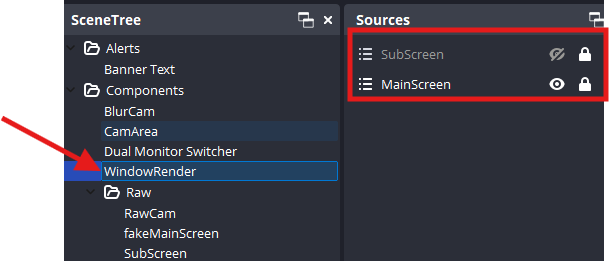 SceneTree
Alerts
Banner Text
Components
BlurCam
CamArea
Dual Monitor Switcher
WindowRender
Raw
RawCam
fakeMainScreen
SubScreen
Sources
SubScreen
MainScreen